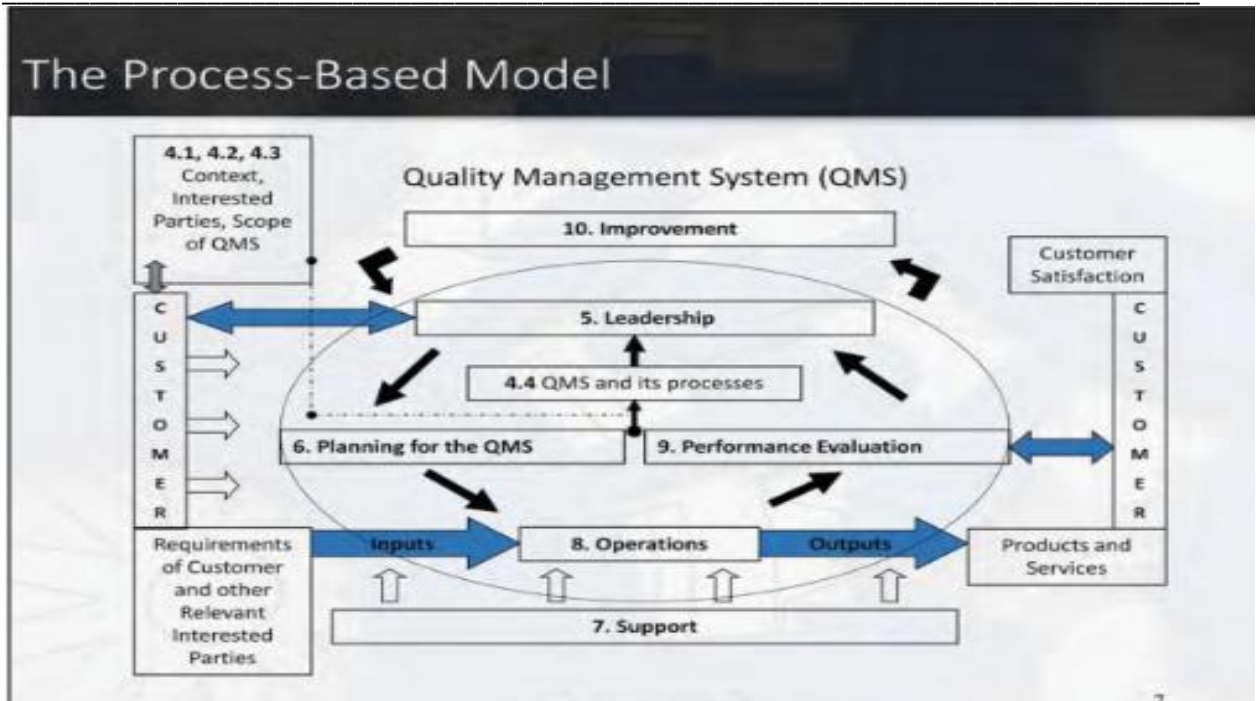 The Process-Based Model
4.1, 4.2, 4.3
Context,
Interested
Parties, Scope
of QMS
Quality Management System (QMS)
10. Improvement
Customer
Satisfaction
C
U
S
T
O
M
E
R
5. Leadership
4.4 QMS and its processes
6. Planning for the QMS
9. Performance Evaluation
C
U
S
T
O
M
E
R
Requirements
of Customer
and other
Relevant
Interested
Parties
Inputs
8. Operations
Outputs
Products and
Services
7. Support